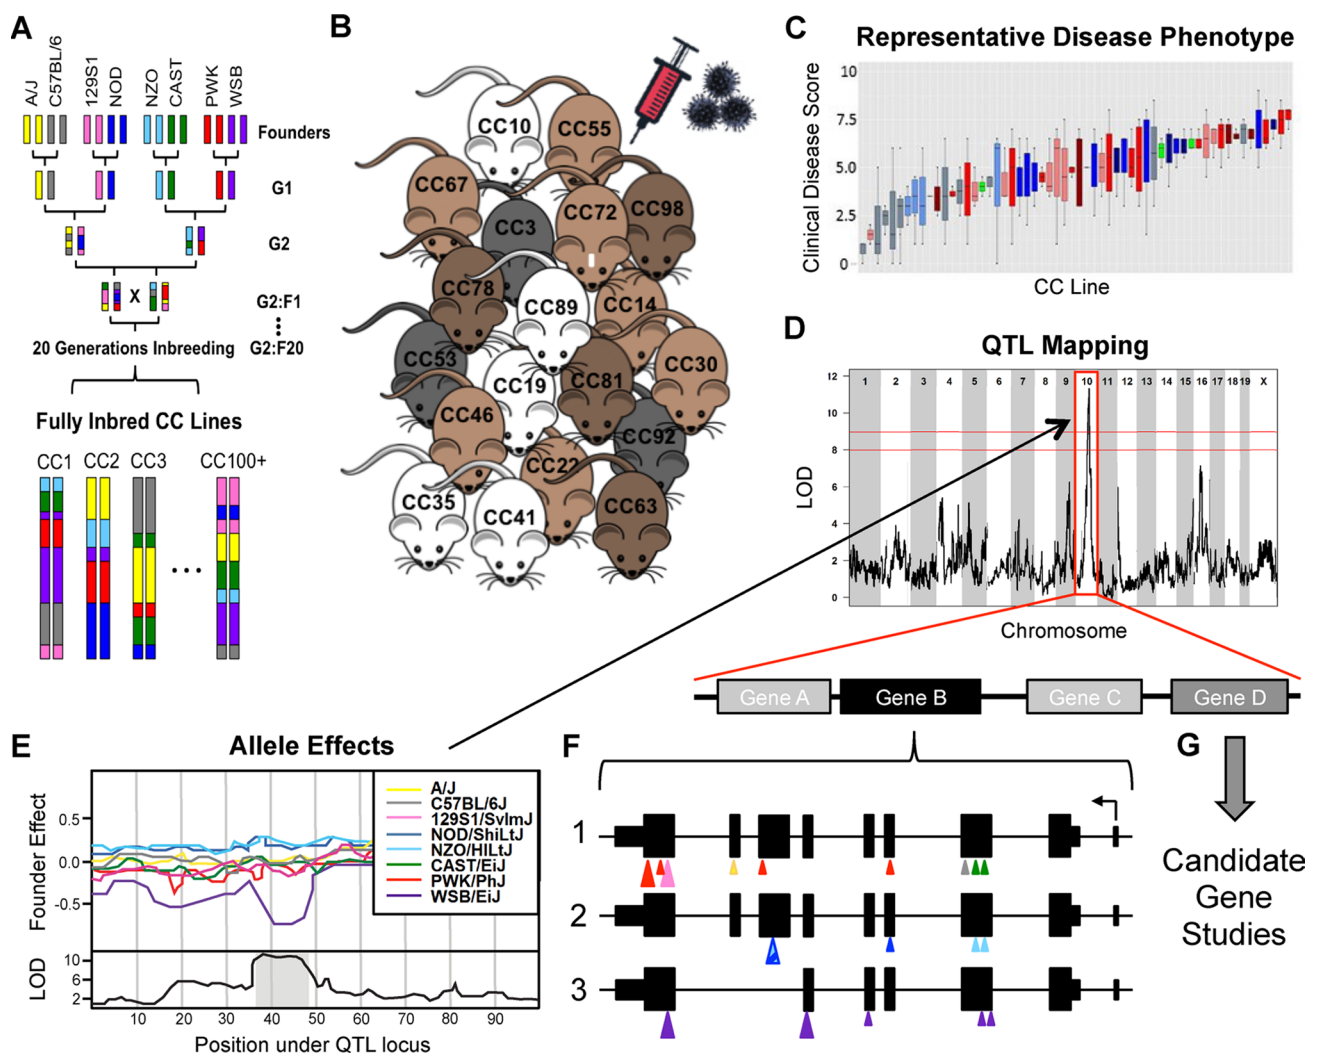 A
A/J
C57BL/6
129S1
NOD
NZO
CAST
PWK
WSB
Founders
G1
G2
X
G2:F1
20 Generations Inbreeding
G2:F20
Fully Inbred CC Lines
CC1
CC2
CC3
CC100+
B
CC10
CC55
CC67
CC72
CC98
CC3
CC78
CC89
CC14
CC53
CC19
CC81
CC30
CC46
CC92
CC22
CC35
CC41
CC63
C
Representative Disease Phenotype
Clinical Disease Score
10
7.5
5.0
2.5
0
CC Line
D
QTL Mapping
LOD
12
10
8
6
4
2
0
1 2 3 4 5 6 7 8 9 10 11 12 13 14 15 16 17 18 19 X
Chromosome
Gene A
Gene B
Gene C
Gene D
E
Allele Effects
Founder Effect
0.5
0.0
-0.5
A/J
C57BL/6J
129S1/SvImJ
NOD/ShiLtJ
NZO/HILtJ
CAST/EiJ
PWK/PhJ
WSB/EiJ
LOD
10
6
2
10 20 30 40 50 60 70 80 90
Position under QTL locus
F
1
2
3
G
Candidate
Gene
Studies